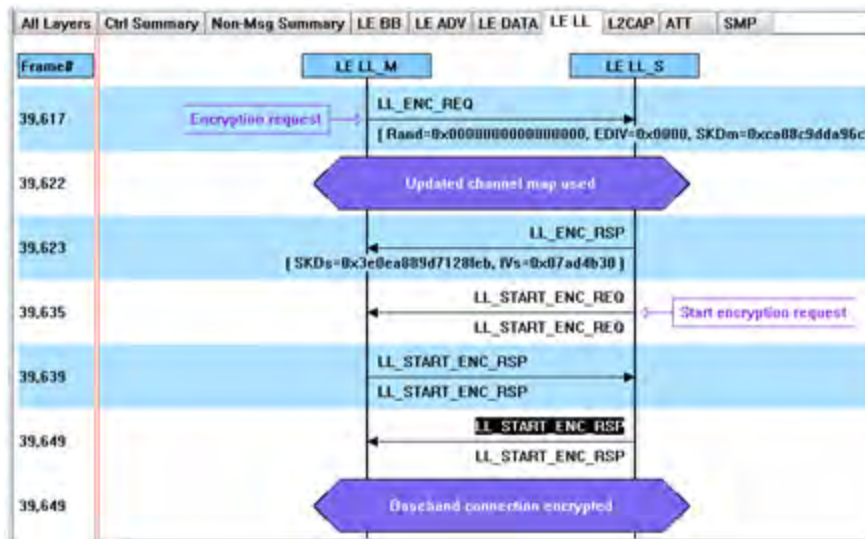 All Layers Ctrl Summary Non-Msg Summary LE BB LE ADV LE DATA LE LL L2CAP ATT SMP
Frame# LE LL_M LE LL_S
LL_ENC_REQ
39,617 Encryption request
[ Rand=0x0000000000000000, EDIV=0x0000, SKDm=0xca88c9dda96c
39,622 Updated channel map used
LL_ENC_RSP
39,623
[ SKDs=0x3e0ea889d7128feb, IVs=0x07ad4b30 ]
LL_START_ENC_REQ
39,635 Start encryption request
LL_START_ENC_REQ
LL_START_ENC_RSP
39,639
LL_START_ENC_RSP
LL_START_ENC_RSP
39,649
LL_START_ENC_RSP
39,649 Baseband connection encrypted